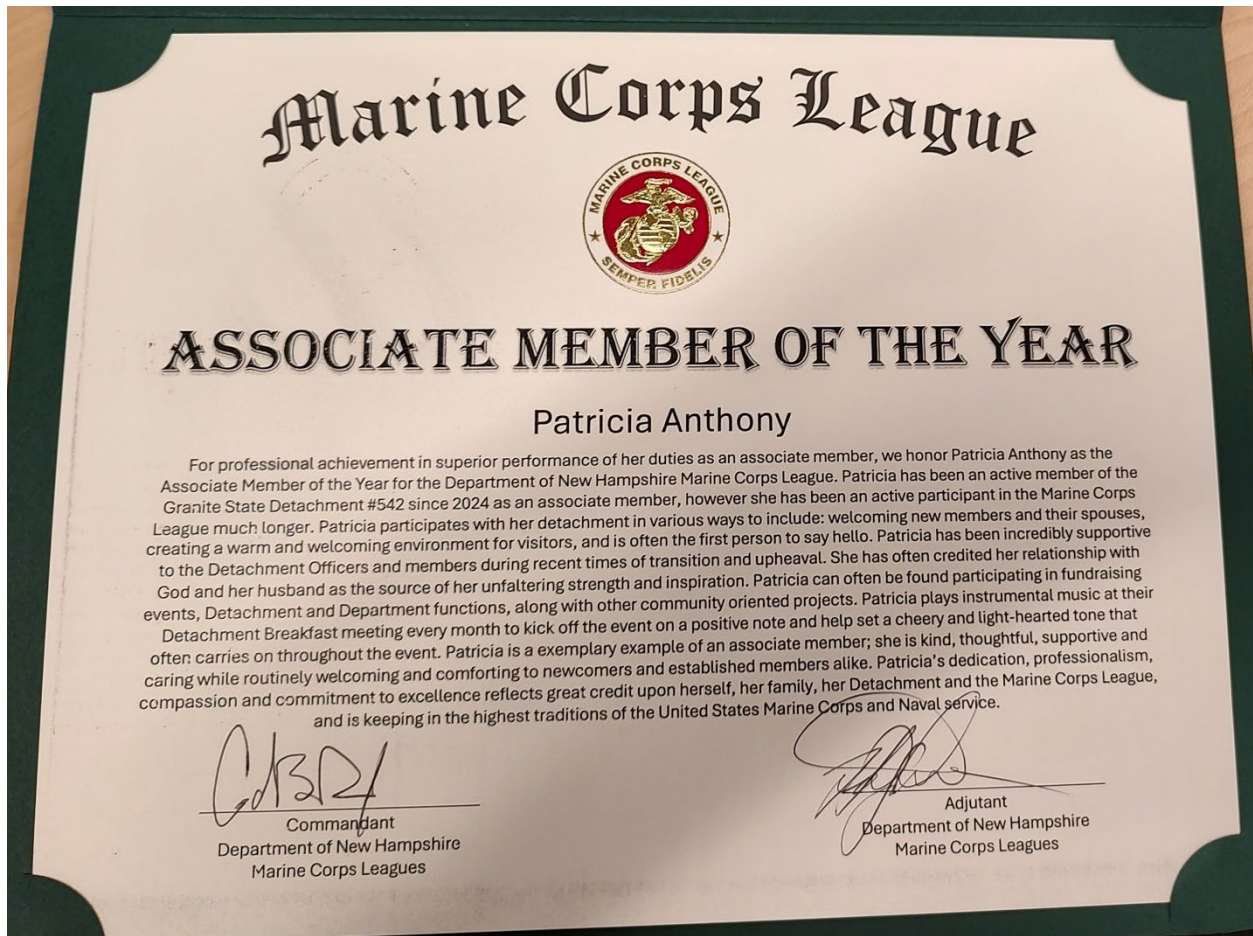 Marine Corps League
MARINE CORPS LEAGUE
SEMPER FIDELIS
ASSOCIATE MEMBER OF THE YEAR
Patricia Anthony
For professional achievement in superior performance of her duties as an associate member, we honor Patricia Anthony as the
Associate Member of the Year for the Department of New Hampshire Marine Corps League. Patricia has been an active member of the
Granite State Detachment #542 since 2024 as an associate member, however she has been an active participant in the Marine Corps
League much longer. Patricia participates with her detachment in various ways to include: welcoming new members and their spouses,
creating a warm and welcoming environment for visitors, and is often the first person to say hello. Patricia has been incredibly supportive
to the Detachment Officers and members during recent times of transition and upheaval. She has often credited her relationship with
God and her husband as the source of her unfaltering strength and inspiration. Patricia can often be found participating in fundraising
events, Detachment and Department functions, along with other community oriented projects. Patricia plays instrumental music at their
Detachment Breakfast meeting every month to kick off the event on a positive note and help set a cheery and light-hearted tone that
often carries on throughout the event. Patricia is a exemplary example of an associate member; she is kind, thoughtful, supportive and
caring while routinely welcoming and comforting to newcomers and established members alike. Patricia's dedication, professionalism,
compassion and commitment to excellence reflects great credit upon herself, her family, her Detachment and the Marine Corps League,
and is keeping in the highest traditions of the United States Marine Corps and Naval service.
Commandant
Department of New Hampshire
Marine Corps Leagues
Adjutant
Department of New Hampshire
Marine Corps Leagues